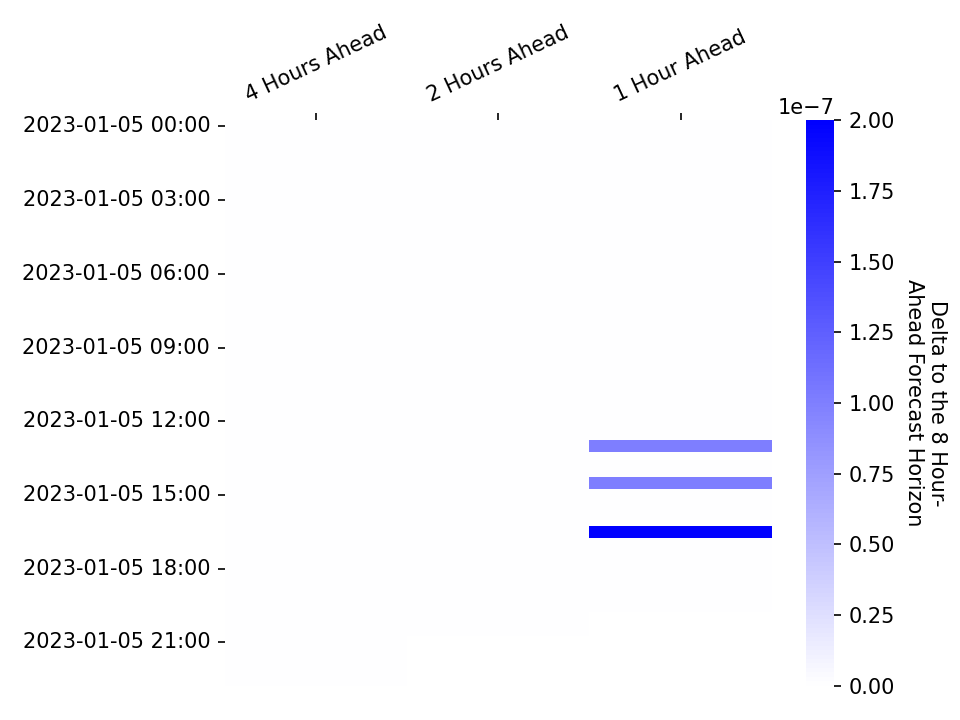 4 Hours Ahead
2 Hours Ahead
1 Hour Ahead
1e−7
2023-01-05 00:00
2023-01-05 03:00
2023-01-05 06:00
2023-01-05 09:00
2023-01-05 12:00
2023-01-05 15:00
2023-01-05 18:00
2023-01-05 21:00
2.00
1.75
1.50
1.25
1.00
0.75
0.50
0.25
0.00
Delta to the 8 Hour-
Ahead Forecast Horizon